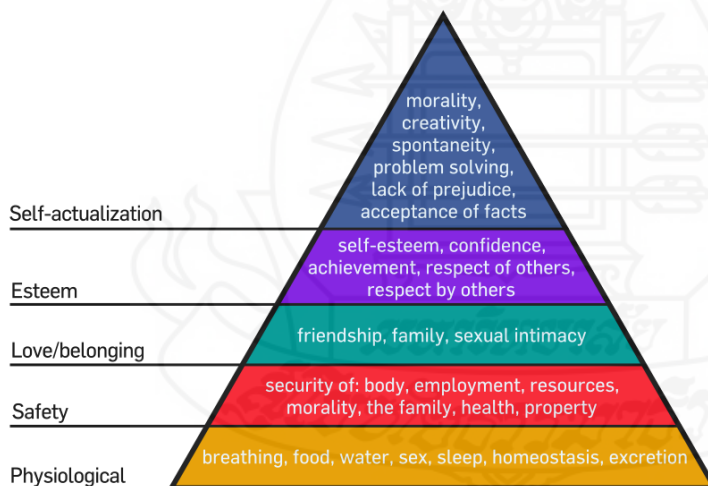 morality,
creativity,
spontaneity,
problem solving,
lack of prejudice,
acceptance of facts
Self-actualization
self-esteem, confidence,
achievement, respect of others,
respect by others
Esteem
friendship, family, sexual intimacy
Love/belonging
security of: body, employment, resources,
morality, the family, health, property
Safety
breathing, food, water, sex, sleep, homeostasis, excretion
Physiological